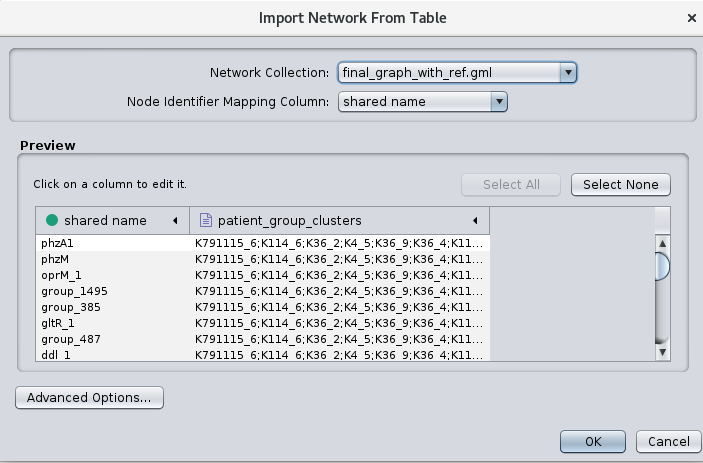 Import Network From Table
Network Collection: final_graph_with_ref.gml
Node Identifier Mapping Column: shared name
Preview
Click on a column to edit it. Select All Select None
shared name patient_group_clusters
phzA1 K791115_6;K114_6;K36_2;K4_5;K36_9;K36_4;K11...
phzM K791115_6;K114_6;K36_2;K4_5;K36_9;K36_4;K11...
oprM_1 K791115_6;K114_6;K36_2;K4_5;K36_9;K36_4;K11...
group_1495 K791115_6;K114_6;K36_2;K4_5;K36_9;K36_4;K11...
group_385 K791115_6;K114_6;K36_2;K4_5;K36_9;K36_4;K11...
gltR_1 K791115_6;K114_6;K36_2;K4_5;K36_9;K36_4;K11...
group_487 K791115_6;K114_6;K36_2;K4_5;K36_9;K36_4;K11...
ddl_1 K791115_6;K114_6;K36_2;K4_5;K36_9;K36_4;K11...
Advanced Options...
OK Cancel